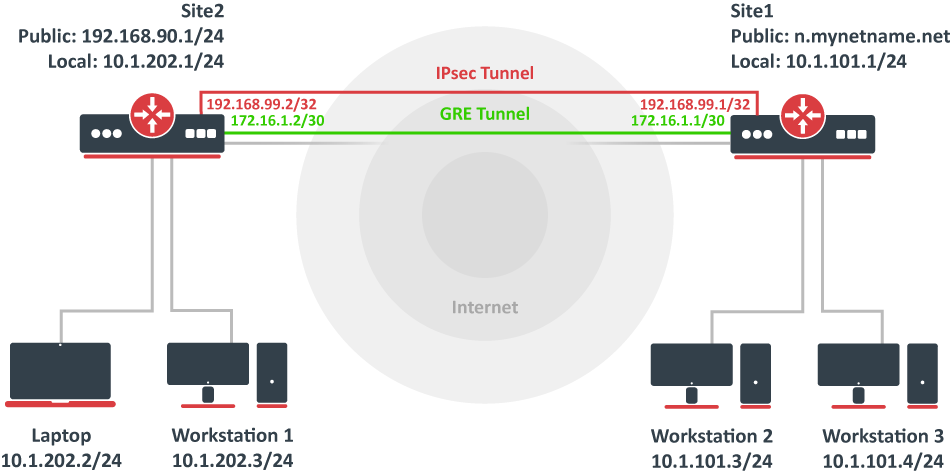 Site2
Public: 192.168.90.1/24
Local: 10.1.202.1/24
Site1
Public: n.mynetname.net
Local: 10.1.101.1/24
IPsec Tunnel
192.168.99.2/32
192.168.99.1/32
GRE Tunnel
172.16.1.2/30
172.16.1.1/30
Internet
Laptop
10.1.202.2/24
Workstation 1
10.1.202.3/24
Workstation 2
10.1.101.3/24
Workstation 3
10.1.101.4/24